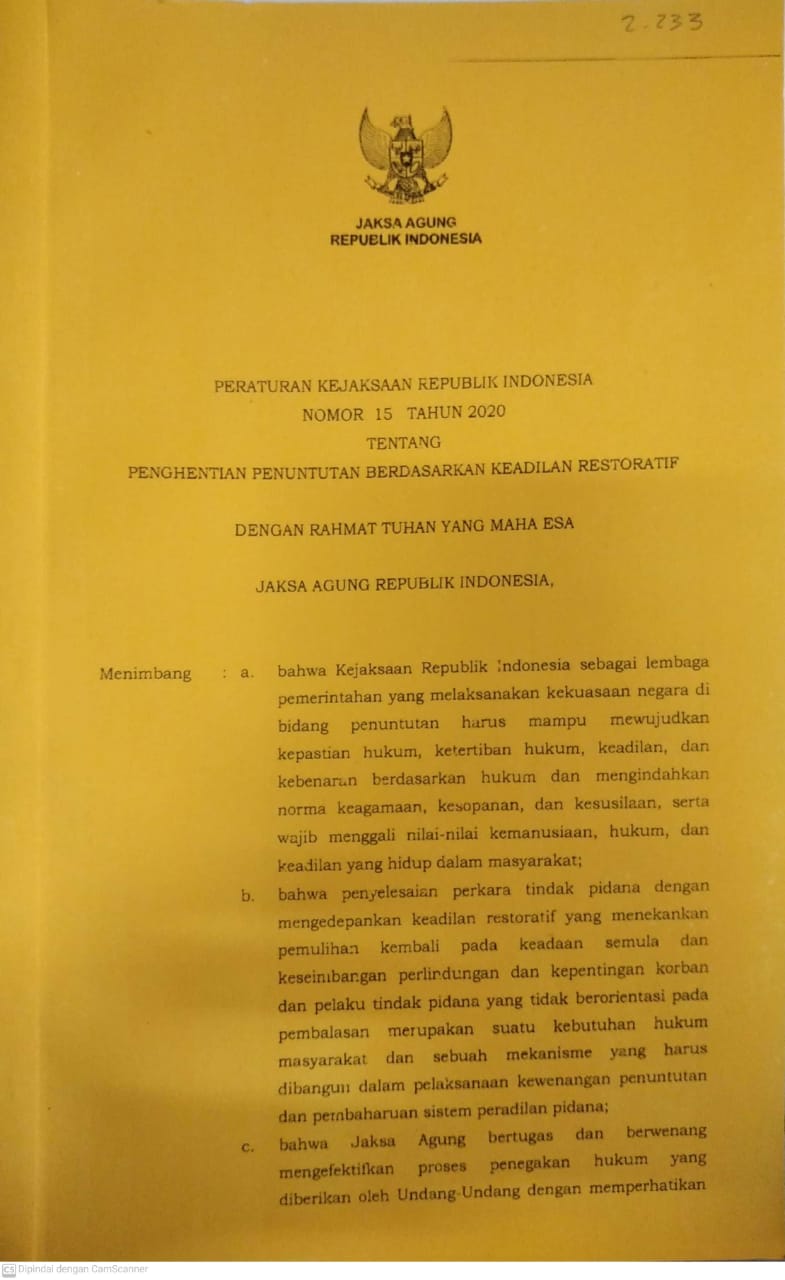 2.233
JAKSA AGUNG
REPUBLIK INDONESIA
PERATURAN KEJAKSAAN REPUBLIK INDONESIA
NOMOR 15 TAHUN 2020
TENTANG
PENGHENTIAN PENUNTUTAN BERDASARKAN KEADILAN RESTORATIF
DENGAN RAHMAT TUHAN YANG MAHA ESA
JAKSA AGUNG REPUBLIK INDONESIA,
Menimbang : a. bahwa Kejaksaan Republik Indonesia sebagai lembaga
pemerintahan yang melaksanakan kekuasaan negara di
bidang penuntutan harus mampu mewujudkan
kepastian hukum, ketertiban hukum, keadilan, dan
kebenaran berdasarkan hukum dan mengindahkan
norma keagamaan, kesopanan, dan kesusilaan, serta
wajib menggali nilai-nilai kemanusiaan, hukum, dan
keadilan yang hidup dalam masyarakat;
b. bahwa penyelesaian perkara tindak pidana dengan
mengedepankan keadilan restoratif yang menekankan
pemulihan kembali pada keadaan semula dan
keseimbangan perlindungan dan kepentingan korban
dan pelaku tindak pidana yang tidak berorientasi pada
pembalasan merupakan suatu kebutuhan hukum
masyarakat dan sebuah mekanisme yang harus
dibangun dalam pelaksanaan kewenangan penuntutan
dan pembaharuan sistem peradilan pidana;
c. bahwa Jaksa Agung bertugas dan berwenang
mengefektifkan proses penegakan hukum yang
diberikan oleh Undang-Undang dengan memperhatikan
CS Dipindai dengan CamScanner